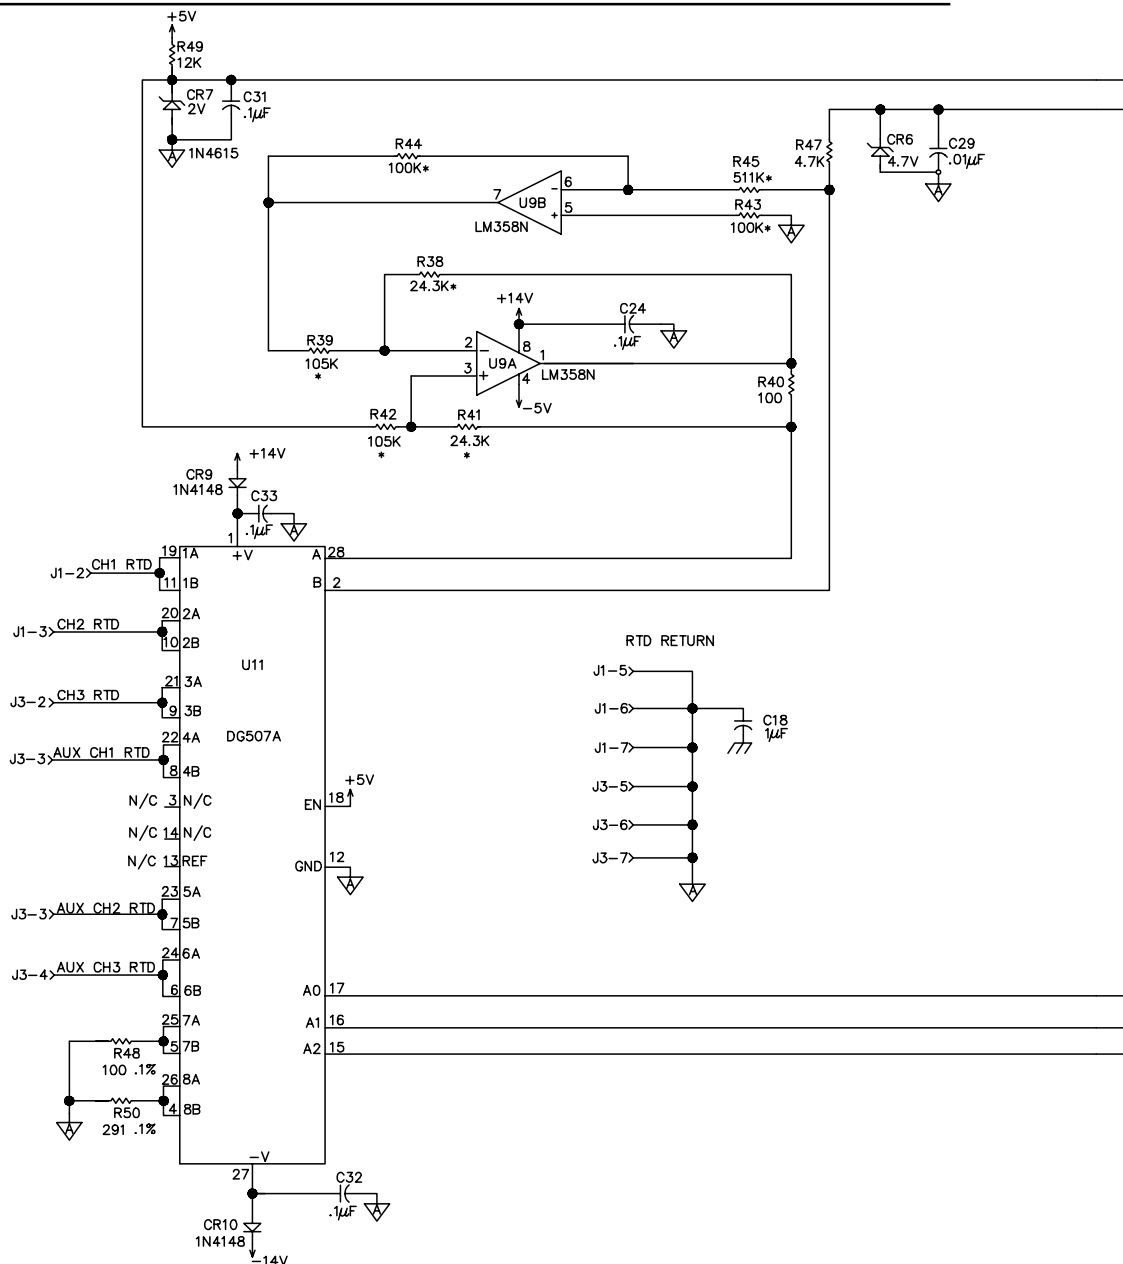 +5V
R49
12K
CR7
2V
C31
.1µF
A
1N4615
R44
100K*
R47
4.7K
CR6
4.7V
C29
.01µF
A
R45
511K*
7
6
U9B
5
-
+
LM358N
R43
100K*
A
R38
24.3K*
+14V
C24
.1µF
A
R39
105K
*
2
8
1
-
U9A
3
+
4
LM358N
-5V
R40
100
R42
105K
*
R41
24.3K
*
+14V
CR9
1N4148
C33
.1µF
A
1
+V
19 1A
A 28
J1-2 CH1 RTD
11 1B
B 2
20 2A
J1-3 CH2 RTD
10 2B
U11
RTD RETURN
J1-5
21 3A
J3-2 CH3 RTD
9 3B
J1-6
C18
1µF
22 4A
DG507A
J1-7
J3-3 AUX CH1 RTD
8 4B
+5V
J3-5
N/C 3 N/C
EN 18
N/C 14 N/C
J3-6
N/C 13 REF
GND 12
A
J3-7
A
23 5A
J3-3 AUX CH2 RTD
7 5B
24 6A
J3-4 AUX CH3 RTD
6 6B
A0 17
25 7A
A1 16
5 7B
R48
100 .1%
A2 15
26 8A
4 8B
R50
291 .1%
A
-V
27
C32
.1µF
A
CR10
1N4148
-14V